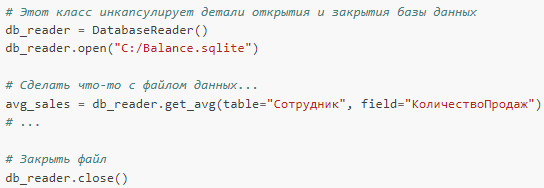 # Этот класс инкапсулирует детали открытия и закрытия базы данных
db_reader = DatabaseReader()
db_reader.open("C:/Balance.sqlite")
# Сделать что-то с файлом данных...
avg_sales = db_reader.get_avg(table="Сотрудник", field="КоличествоПродаж")
# ...
# Закрыть файл
db_reader.close()